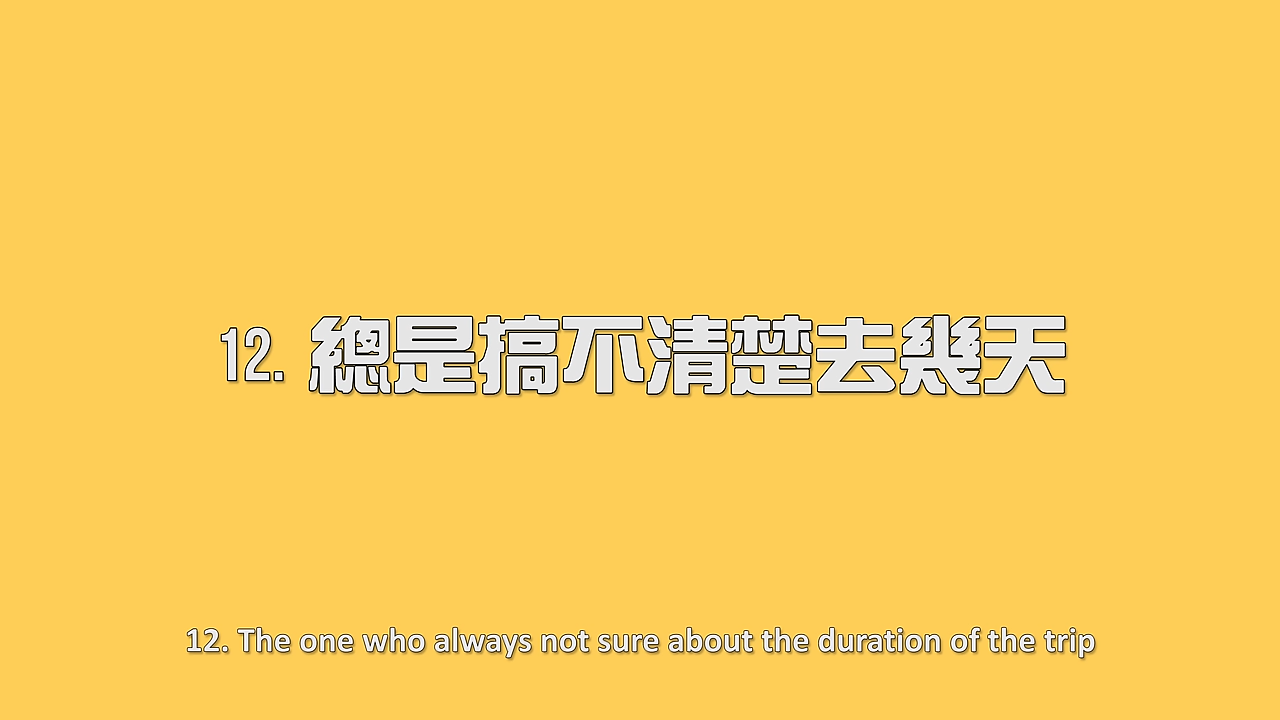 12. 總是搞不清楚去幾天
12. The one who always not sure about the duration of the trip